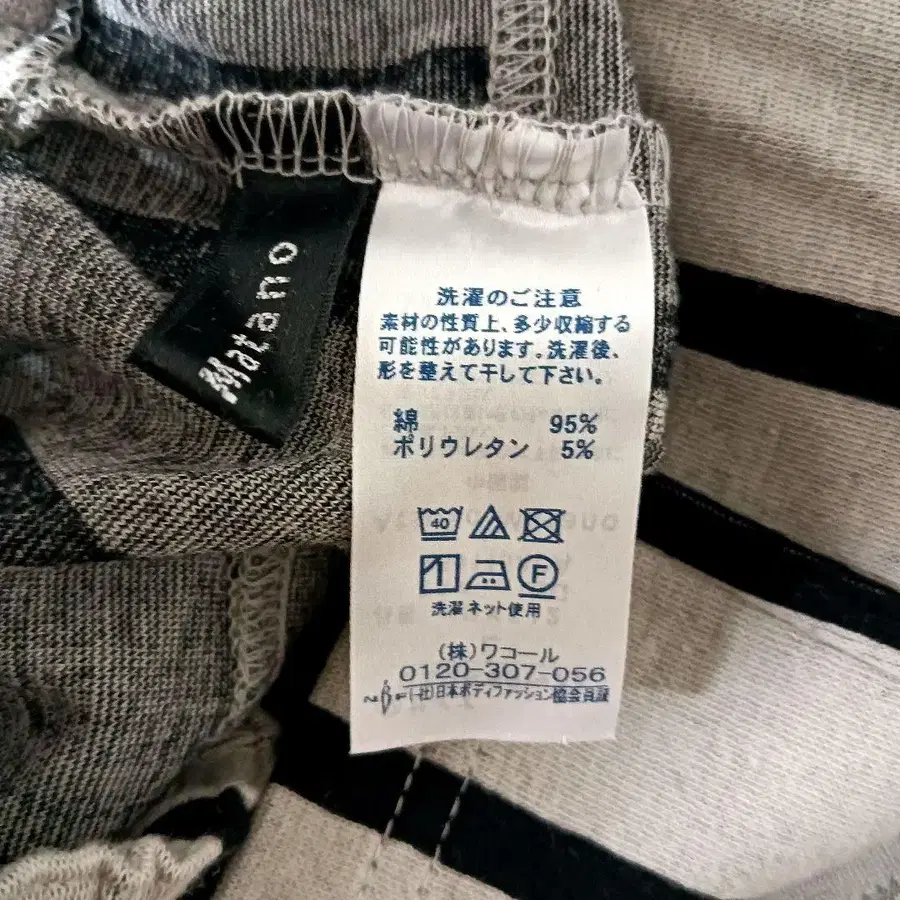 Matano
洗濯のご注意
素材の性質上、多少収縮する
可能性があります。洗濯後、
形を整えて干して下さい。
綿 95%
ポリウレタン 5%
40
F
洗濯ネット使用
(株)ワコール
0120-307-056
(一社)日本ボディファッション協会会員証